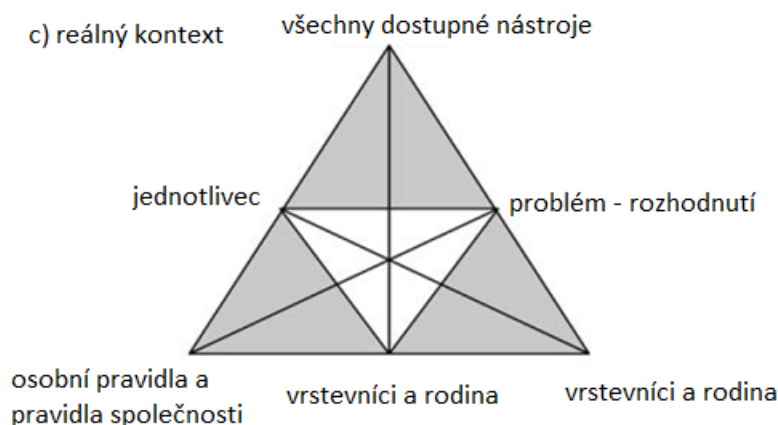 c) reálný kontext
všechny dostupné nástroje
jednotlivec
problém - rozhodnutí
osobní pravidla a
pravidla společnosti
vrstevníci a rodina
vrstevníci a rodina